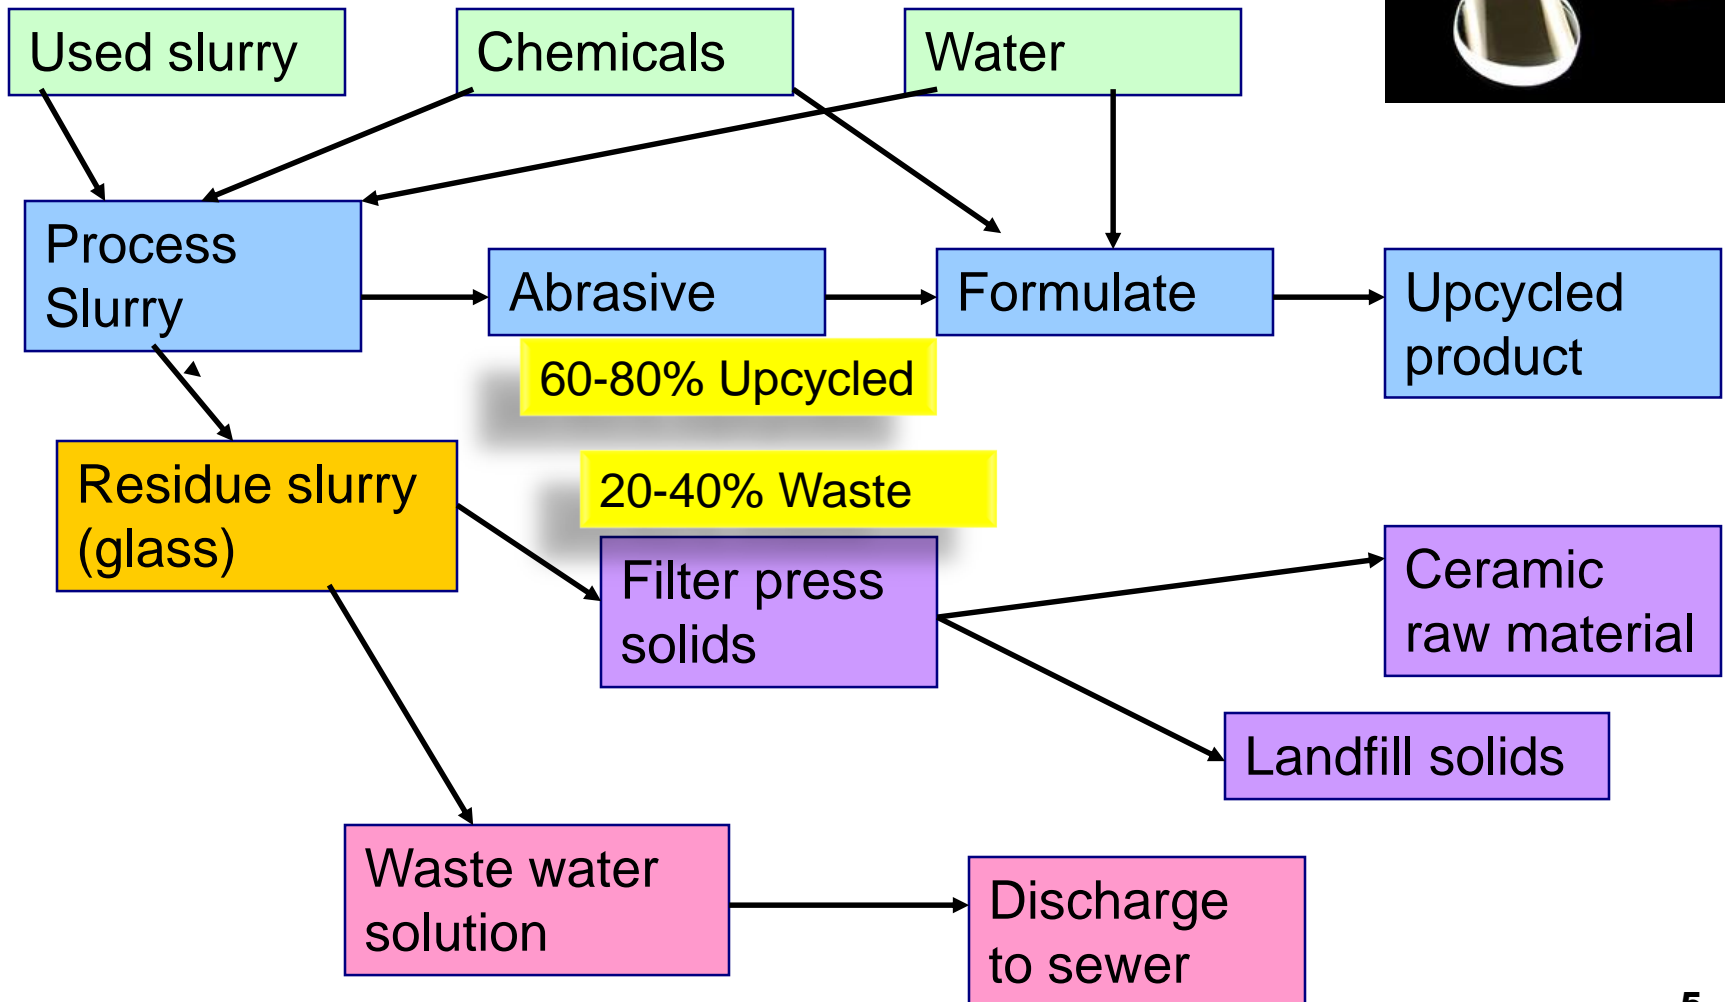 Used slurry
Chemicals
Water
Process
Slurry
Abrasive
Formulate
Upcycled
product
60-80% Upcycled
20-40% Waste
Residue slurry
(glass)
Filter press
solids
Ceramic
raw material
Landfill solids
Waste water
solution
Discharge
to sewer
5